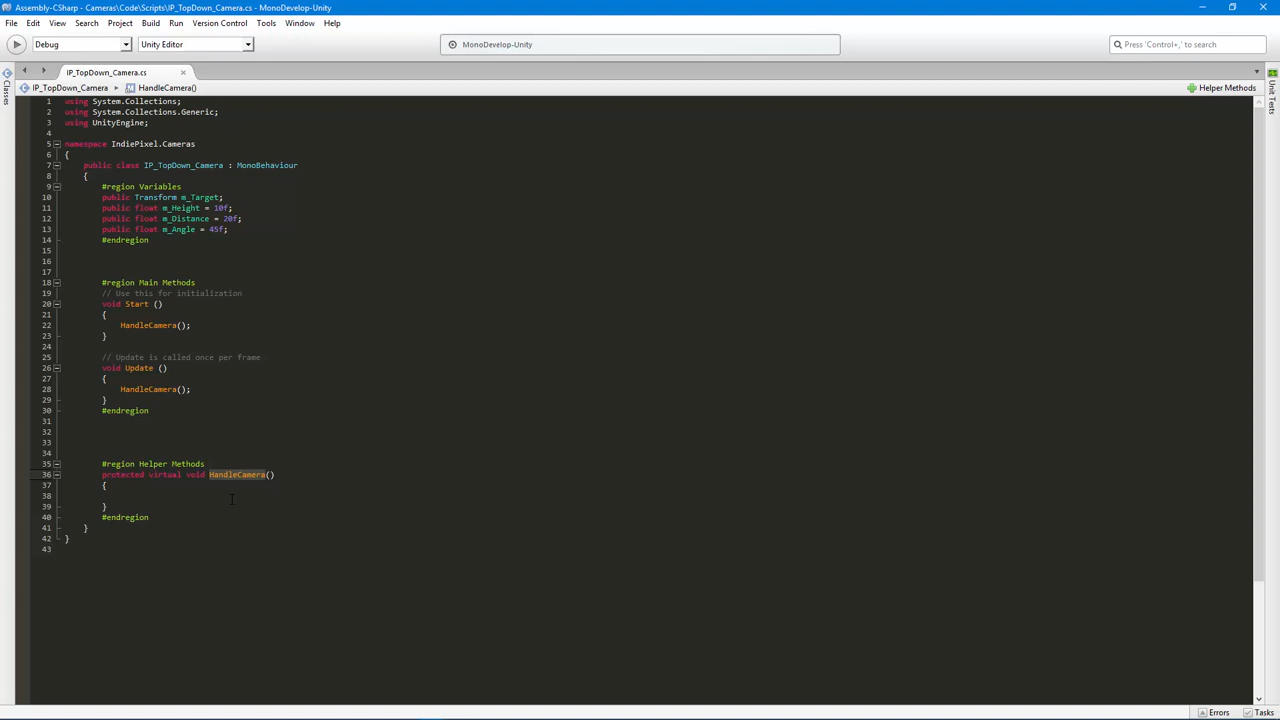 Assembly-CSharp - Cameras\Code\Scripts\IP_TopDown_Camera.cs - MonoDevelop-Unity
File Edit View Search Project Build Run Version Control Tools Window Help
Debug Unity Editor MonoDevelop-Unity Press 'Control+,' to search
IP_TopDown_Camera.cs
IP_TopDown_Camera HandleCamera() Helper Methods
Classes
Unit Tests
1 using System.Collections;
2 using System.Collections.Generic;
3 using UnityEngine;
4
5 namespace IndiePixel.Cameras
6 {
7 public class IP_TopDown_Camera : MonoBehaviour
8 {
9 #region Variables
10 public Transform m_Target;
11 public float m_Height = 10f;
12 public float m_Distance = 20f;
13 public float m_Angle = 45f;
14 #endregion
15
16
17
18 #region Main Methods
19 // Use this for initialization
20 void Start ()
21 {
22 HandleCamera();
23 }
24
25 // Update is called once per frame
26 void Update ()
27 {
28 HandleCamera();
29 }
30 #endregion
31
32
33
34
35 #region Helper Methods
36 protected virtual void HandleCamera()
37 {
38
39 }
40 #endregion
41 }
42 }
43
Errors Tasks